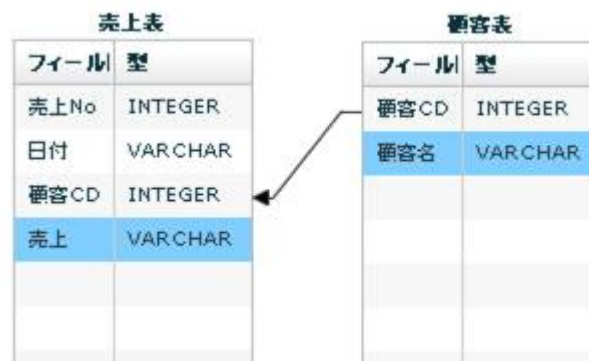 売上表
フィール 型
売上No INTEGER
日付 VARCHAR
顧客CD INTEGER
売上 VARCHAR
顧客表
フィール 型
顧客CD INTEGER
顧客名 VARCHAR